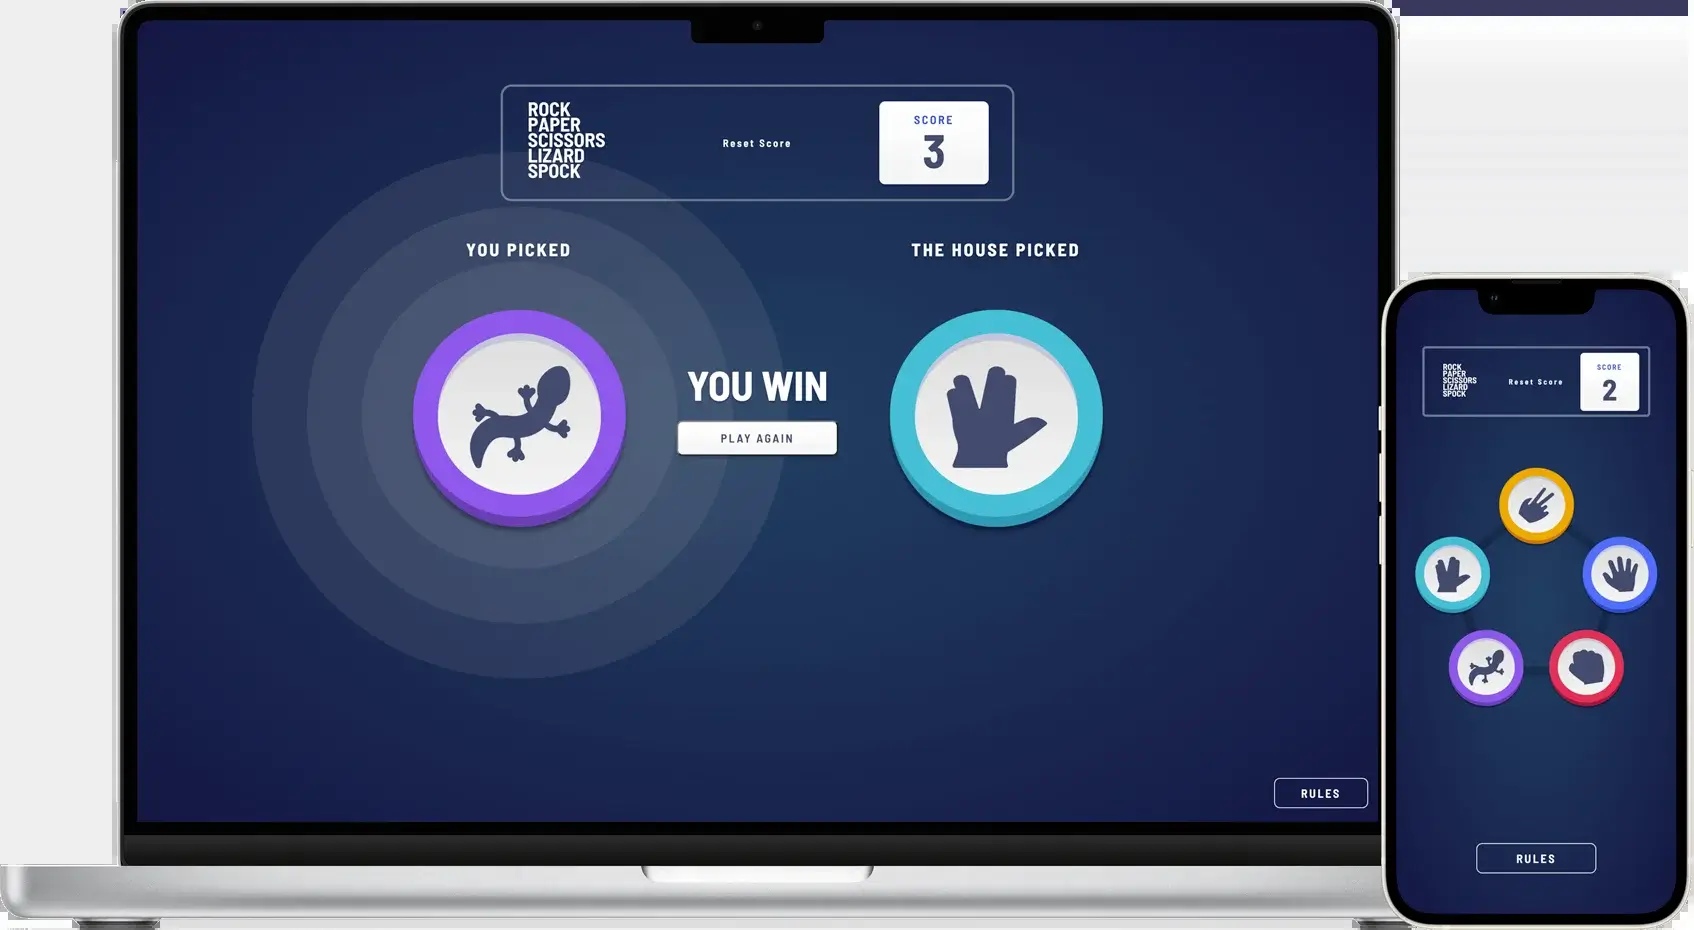 ROCK
PAPER
SCISSORS
LIZARD
SPOCK
Reset Score
SCORE
3
YOU PICKED
THE HOUSE PICKED
YOU WIN
PLAY AGAIN
RULES
ROCK
PAPER
SCISSORS
LIZARD
SPOCK
Reset Score
SCORE
2
RULES